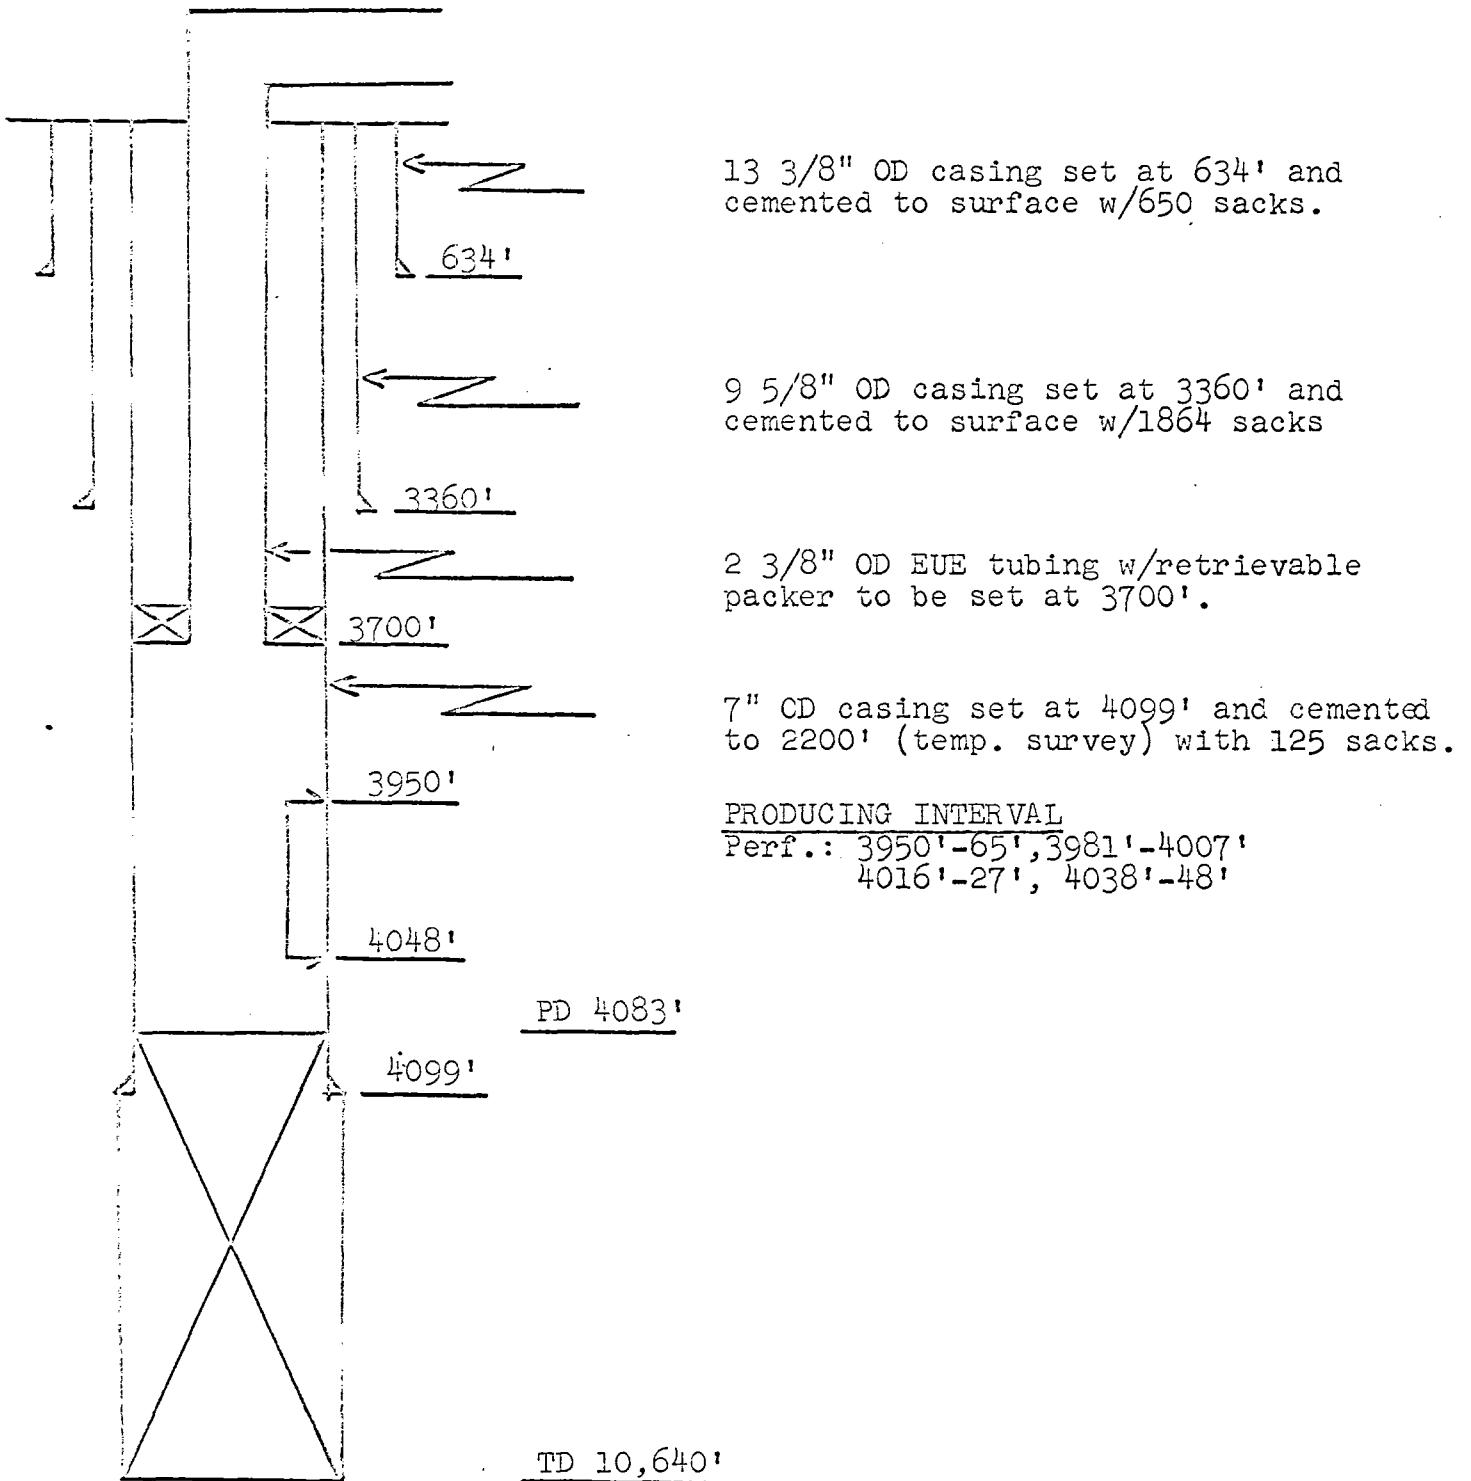 13 3/8" OD casing set at 634' and
cemented to surface w/650 sacks.
634'
9 5/8" OD casing set at 3360' and
cemented to surface w/1864 sacks
3360'
2 3/8" OD EUE tubing w/retrievable
packer to be set at 3700'.
3700'
7" CD casing set at 4099' and cemented
to 2200' (temp. survey) with 125 sacks.
3950'
PRODUCING INTERVAL
Perf.: 3950'-65',3981'-4007'
4016'-27', 4038'-48'
4048'
PD 4083'
4099'
TD 10,640'